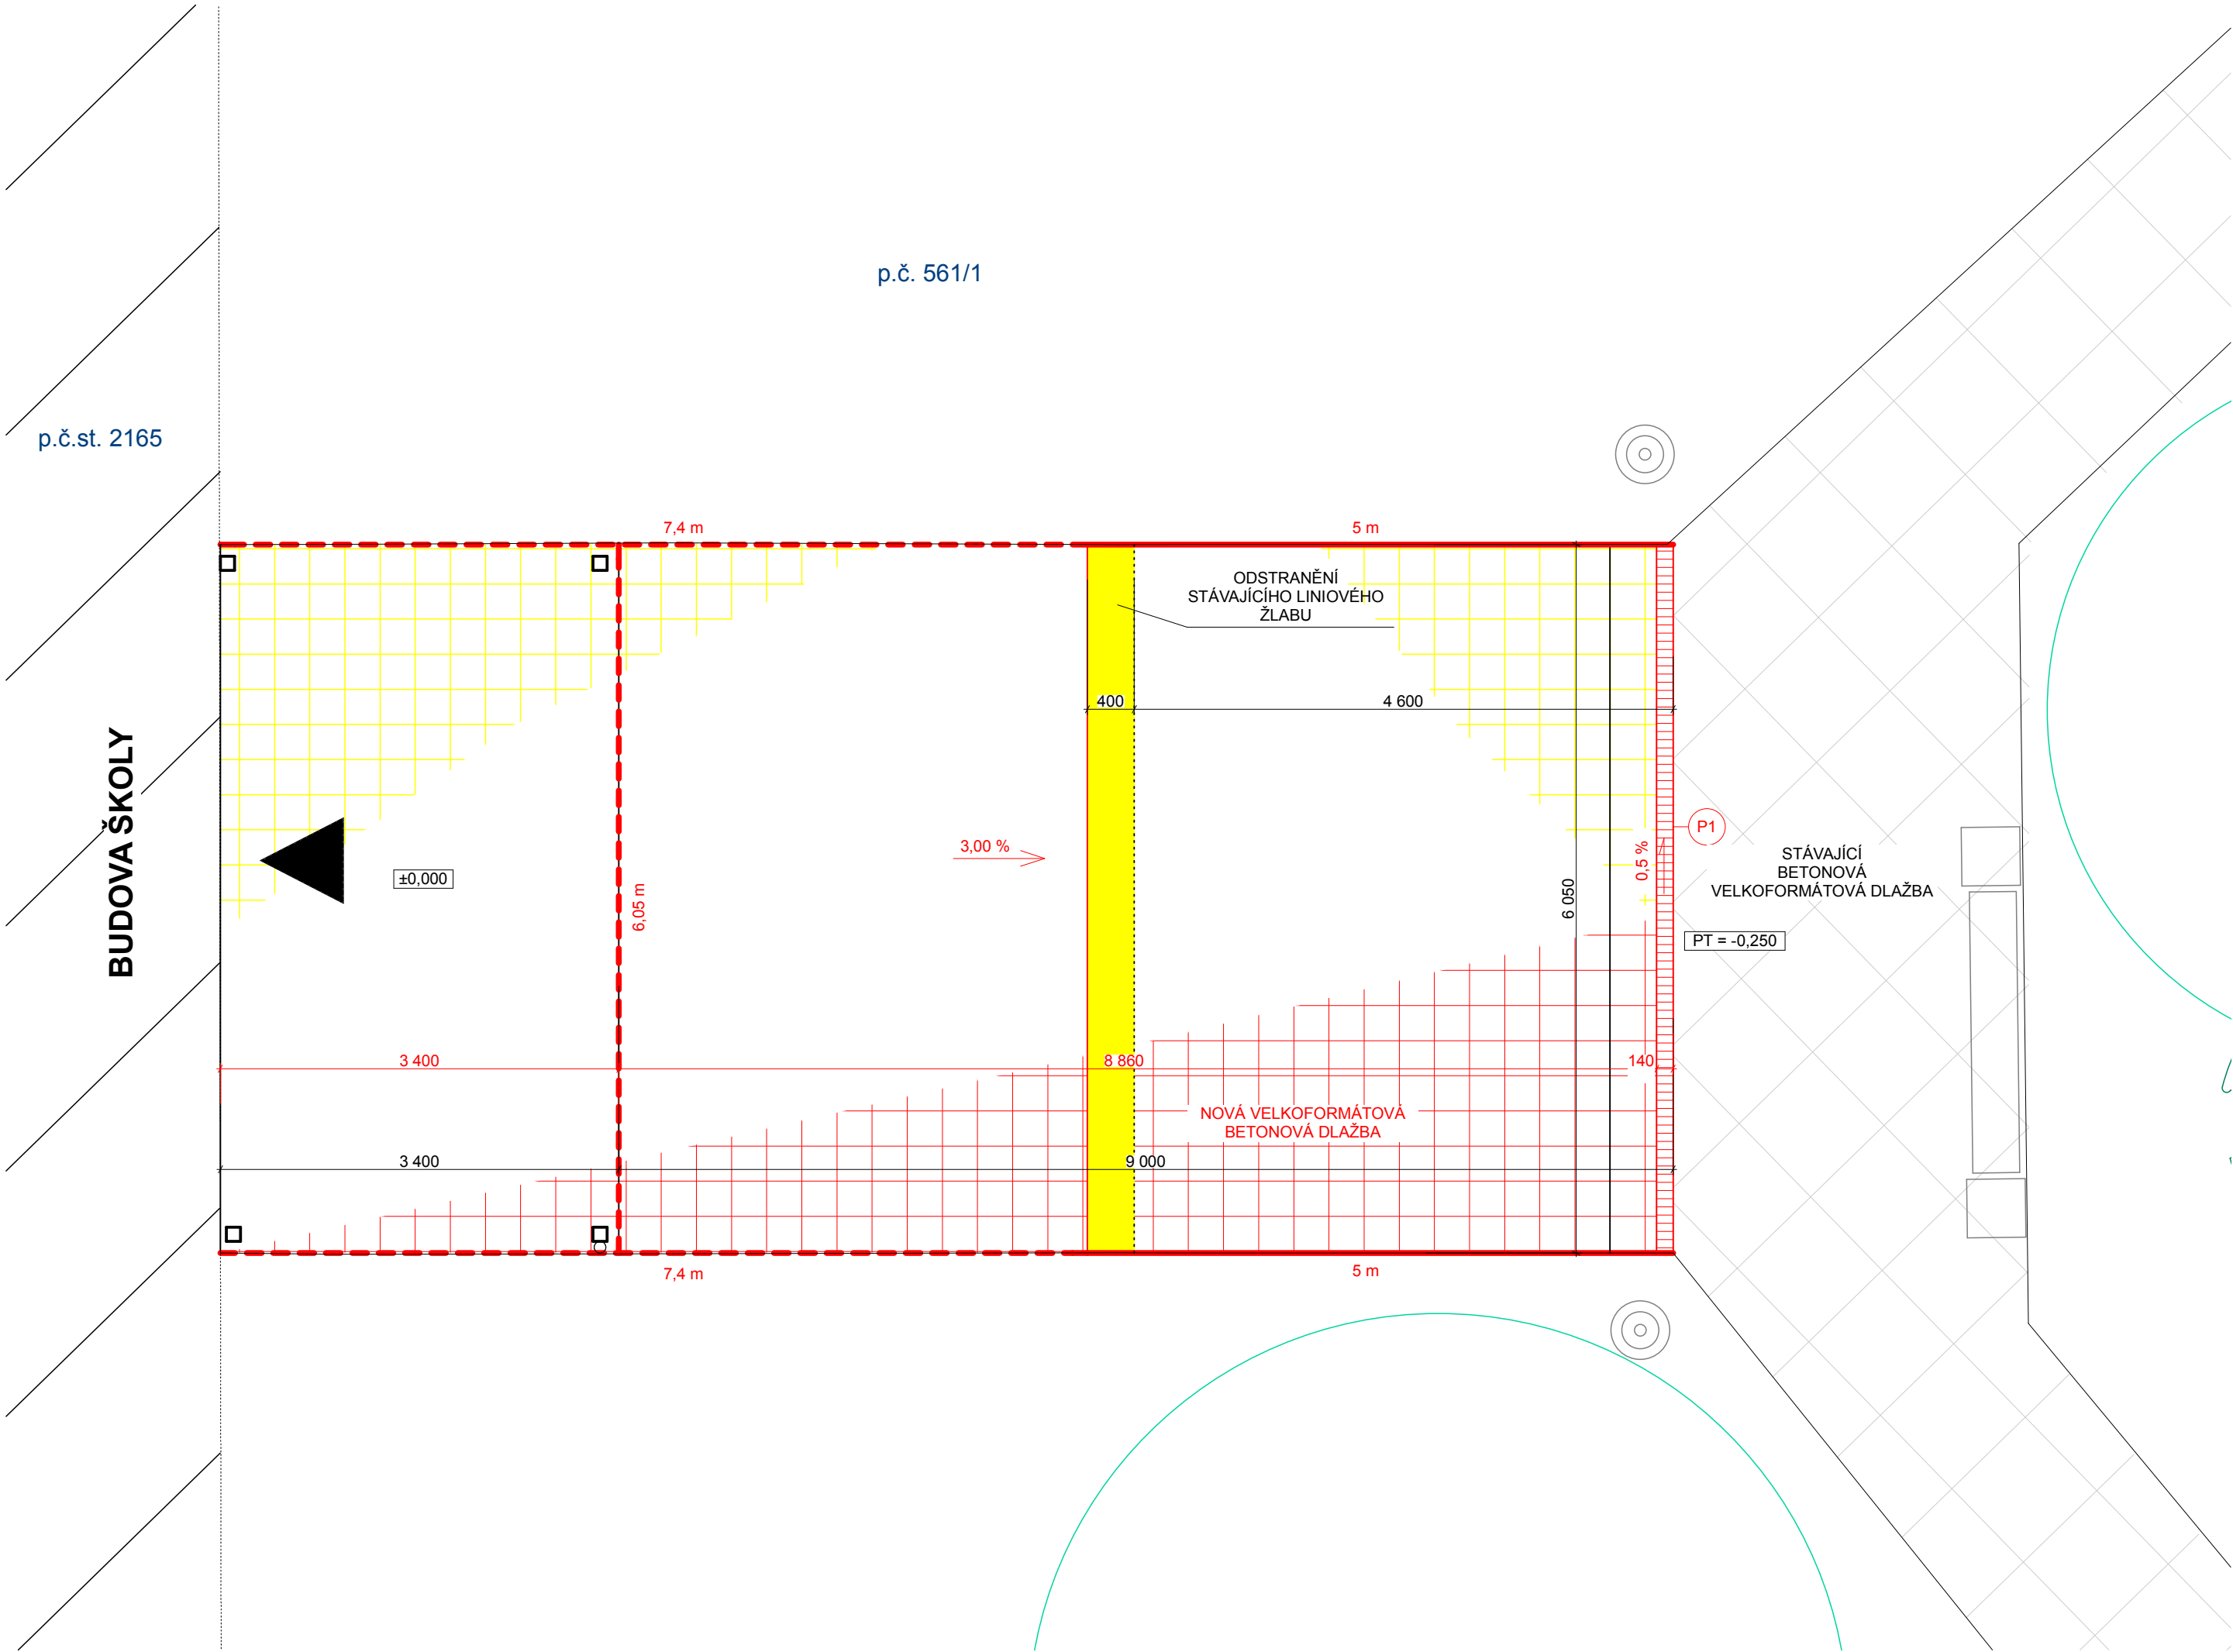 p.č. 561/1
p.č.st. 2165
7,4 m
5 m
ODSTRANĚNÍ
STÁVAJÍCÍHO LINIOVÉHO
ŽLABU
400
4 600
BUDOVA ŠKOLY
±0,000
6,05 m
3,00 %
6 050
0,5 %
P1
STÁVAJÍCÍ
BETONOVÁ
VELKOFORMÁTOVÁ DLAŽBA
PT = -0,250
3 400
8 860
140
NOVÁ VELKOFORMÁTOVÁ
BETONOVÁ DLAŽBA
3 400
9 000
7,4 m
5 m